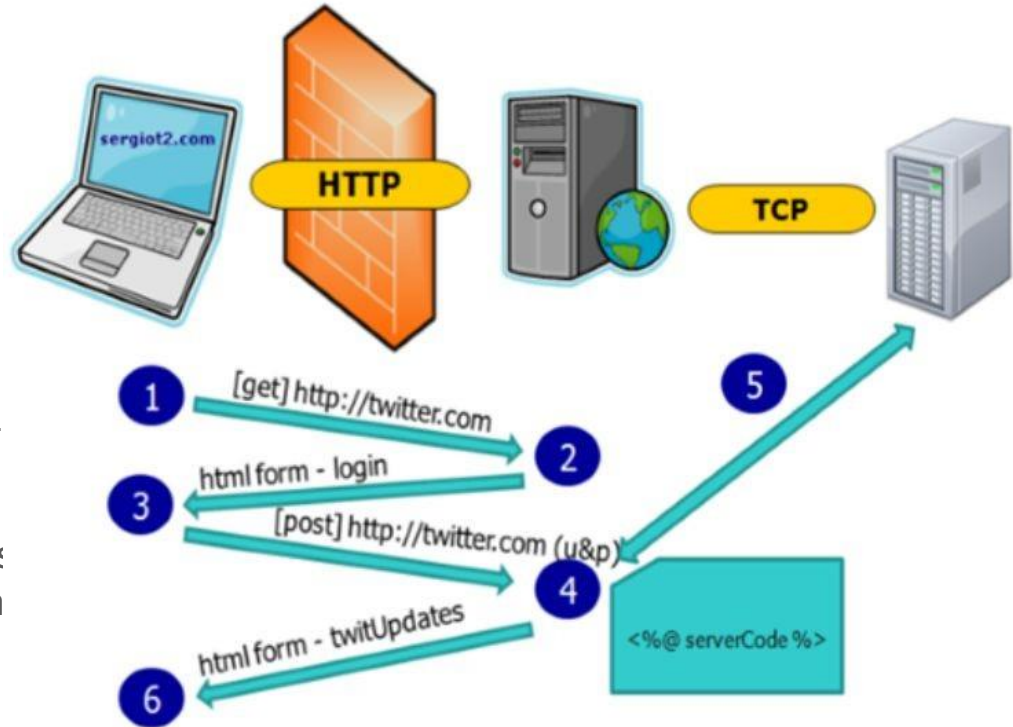 sergiot2.com
HTTP
TCP
1
[get] http://twitter.com
2
5
html form - login
3
[post] http://twitter.com (u&p)
4
<%@ serverCode %>
html form - twitUpdates
6